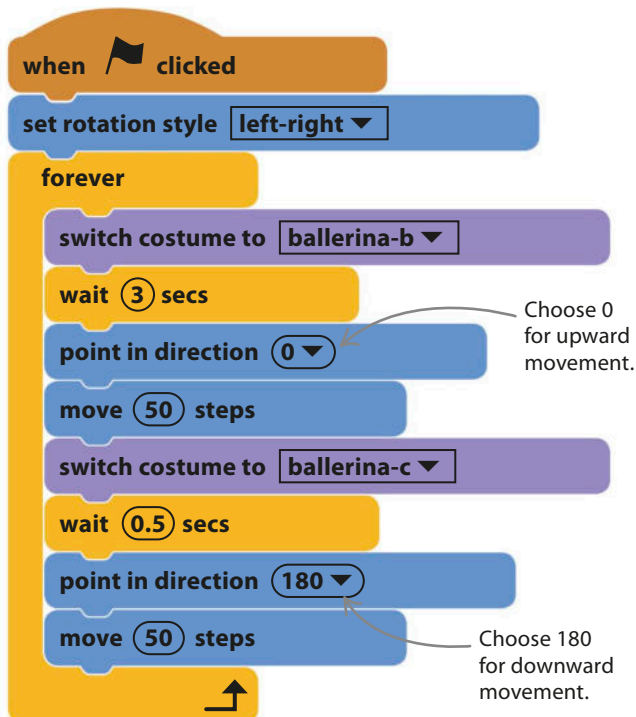 when clicked
set rotation style left-right
forever
switch costume to ballerina-b
wait 3 secs
Choose 0
for upward
movement.
point in direction 0
move 50 steps
switch costume to ballerina-c
wait 0.5 secs
point in direction 180
move 50 steps
Choose 180
for downward
movement.